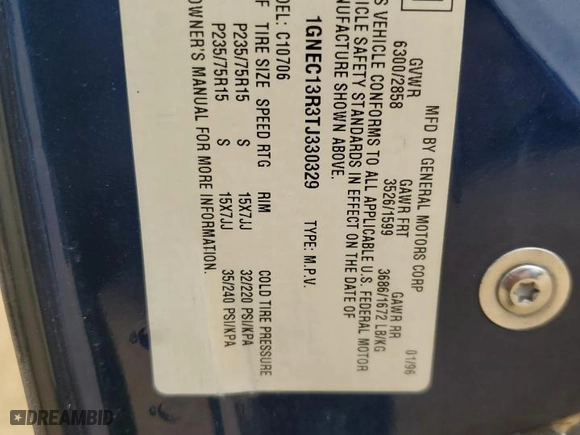 MFD BY GENERAL MOTORS CORP
01/96
GVWR GAWR FRT GAWR RR
6300/2858 3526/1599 3686/1672 LB/KG
S VEHICLE CONFORMS TO ALL APPLICABLE U.S. FEDERAL MOTOR
ICLE SAFETY STANDARDS IN EFFECT ON THE DATE OF
NUFACTURE SHOWN ABOVE.
1GNEC13R3TJ330329 TYPE: M.P.V.
DEL: C10706
TIRE SIZE SPEED RTG RIM COLD TIRE PRESSURE
P235/75R15 S 15X7JJ 32/220 PSI/KPA
P235/75R15 S 15X7JJ 35/240 PSI/KPA
OWNER'S MANUAL FOR MORE INFORMATION.
DREAMBID